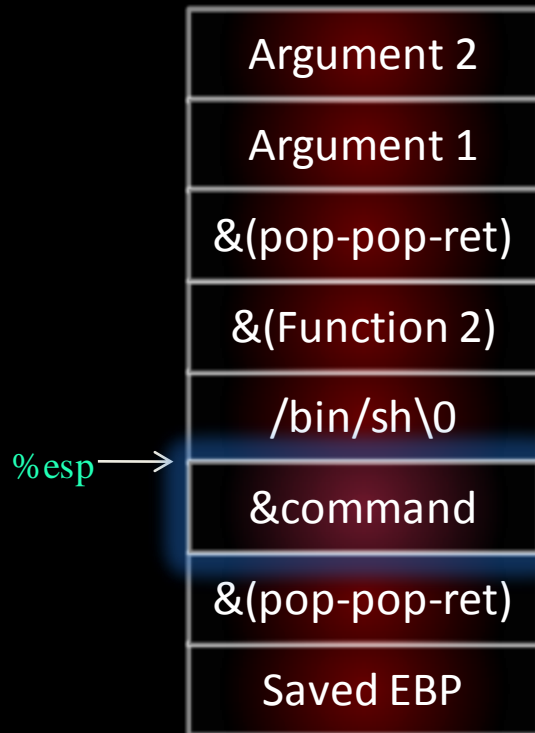 Argument 2
Argument 1
&(pop-pop-ret)
&(Function 2)
/bin/sh\0
%esp
&command
&(pop-pop-ret)
Saved EBP